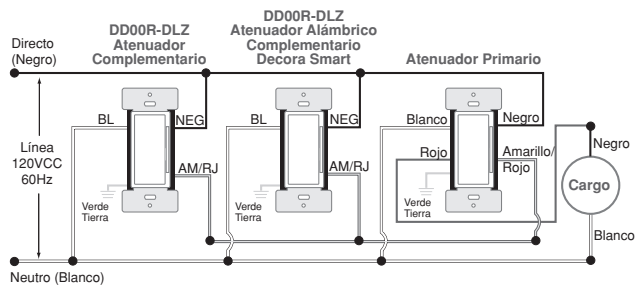 DD00R-DLZ
Atenuador
Complementario
DD00R-DLZ
Atenuador Alámbrico
Complementario
Decora Smart
Atenuador Primario
Directo
(Negro)
BL
NEG
BL
NEG
Blanco
Negro
Línea
120VCC
60Hz
AM/RJ
AM/RJ
Rojo
Amarillo/
Rojo
Negro
Cargo
Verde
Tierra
Verde
Tierra
Verde
Tierra
Blanco
Neutro (Blanco)